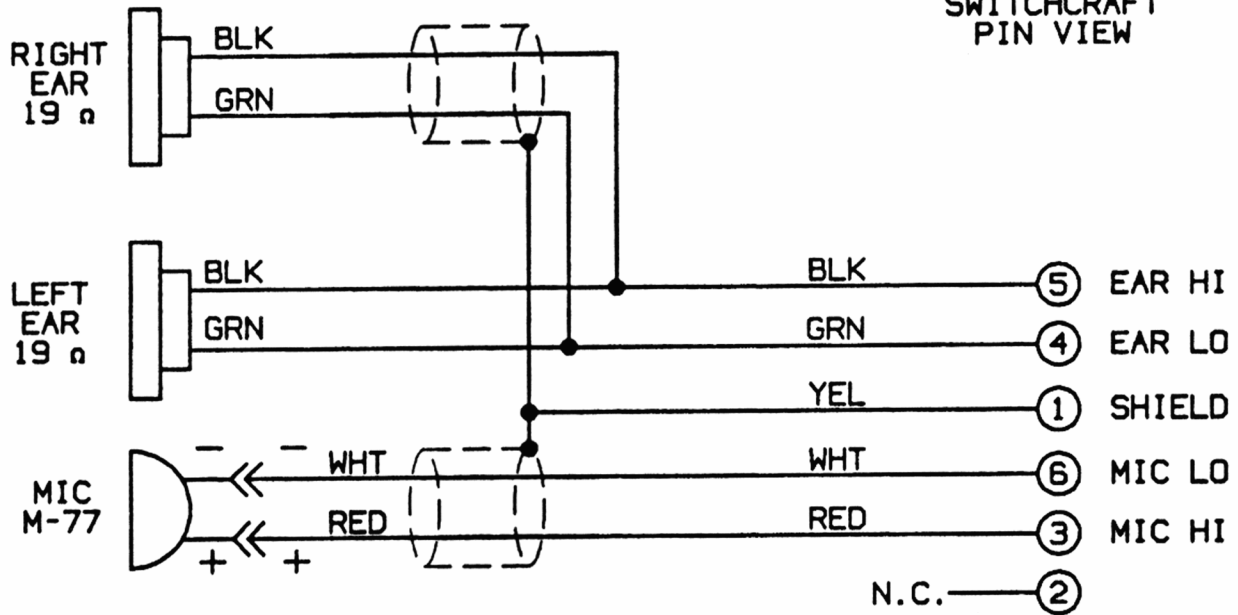 SWITCHCRAFT
PIN VIEW
RIGHT
EAR
19 Ω
BLK
GRN
LEFT
EAR
19 Ω
BLK
GRN
BLK
5
EAR HI
GRN
4
EAR LO
YEL
1
SHIELD
MIC
M-77
- -
WHT
WHT
6
MIC LO
RED
RED
3
MIC HI
+ +
N.C.
2